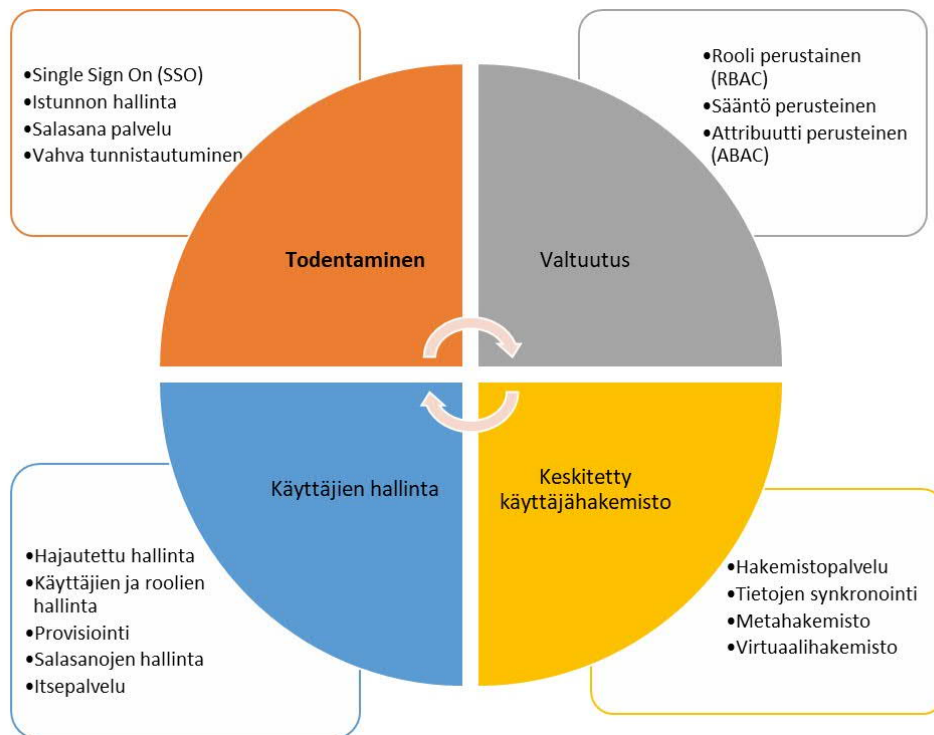 •Single Sign On (SSO)
•Istunnon hallinta
•Salasana palvelu
•Vahva tunnistautuminen
•Rooli perustainen
(RBAC)
•Sääntö perusteinen
•Attribuutti perusteinen
(ABAC)
Todentaminen
Valtuutus
Käyttäjien hallinta
Keskitetty
käyttäjähakemisto
•Hajautettu hallinta
•Käyttäjien ja roolien
hallinta
•Provisiointi
•Salasanojen hallinta
•Itsepalvelu
•Hakemistopalvelu
•Tietojen synkronointi
•Metahakemisto
•Virtuaalihakemisto